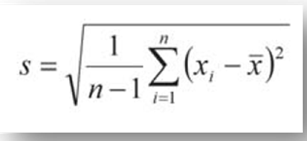 s = √(1/(n−1) ∑_{i=1}^{n} (x_i − x̄)²)